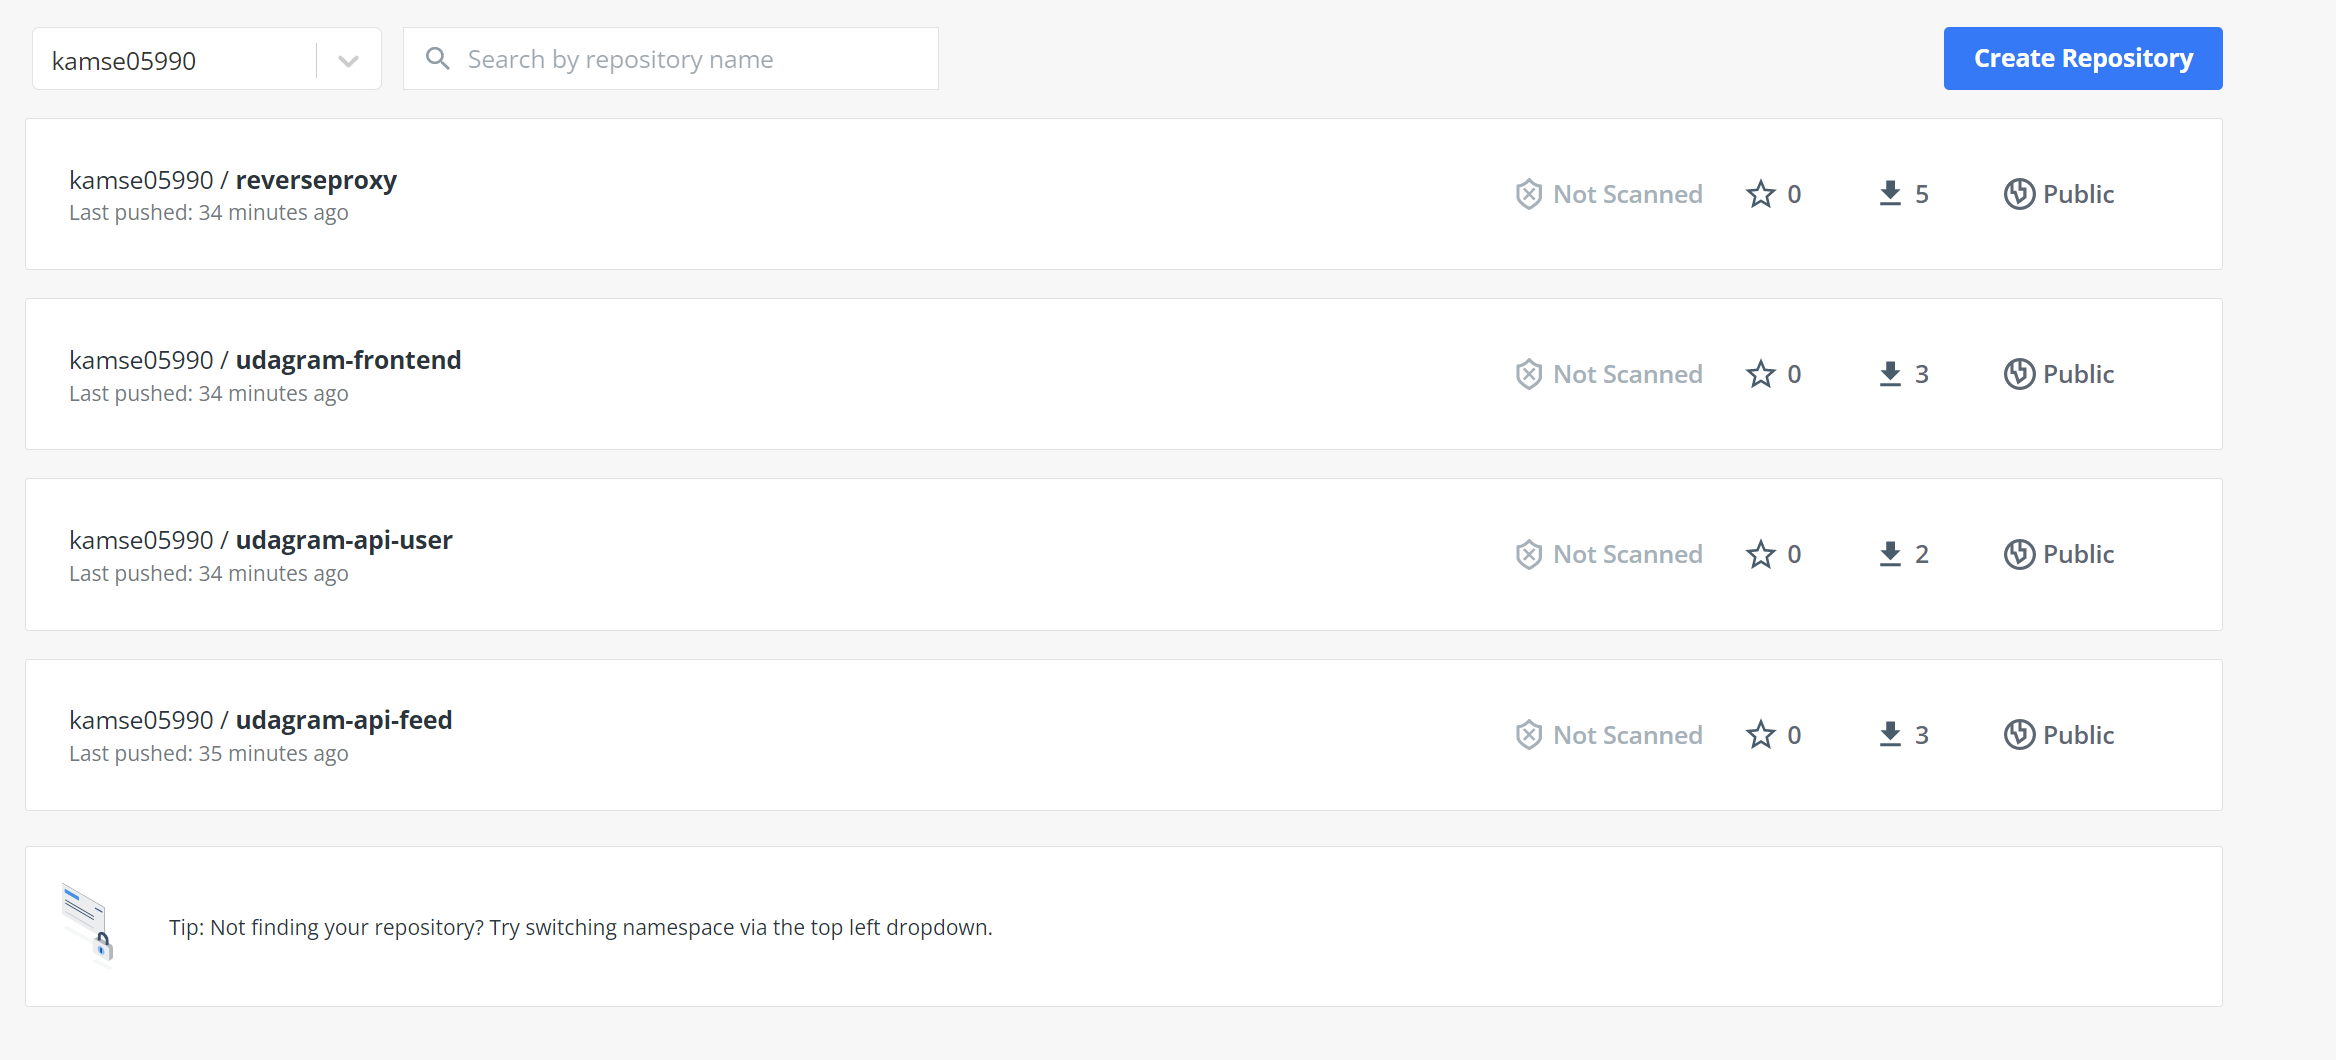 kamse05990
Search by repository name
Create Repository
kamse05990 / reverseproxy
Last pushed: 34 minutes ago
Not Scanned
0
5
Public
kamse05990 / udagram-frontend
Last pushed: 34 minutes ago
Not Scanned
0
3
Public
kamse05990 / udagram-api-user
Last pushed: 34 minutes ago
Not Scanned
0
2
Public
kamse05990 / udagram-api-feed
Last pushed: 35 minutes ago
Not Scanned
0
3
Public
Tip: Not finding your repository? Try switching namespace via the top left dropdown.